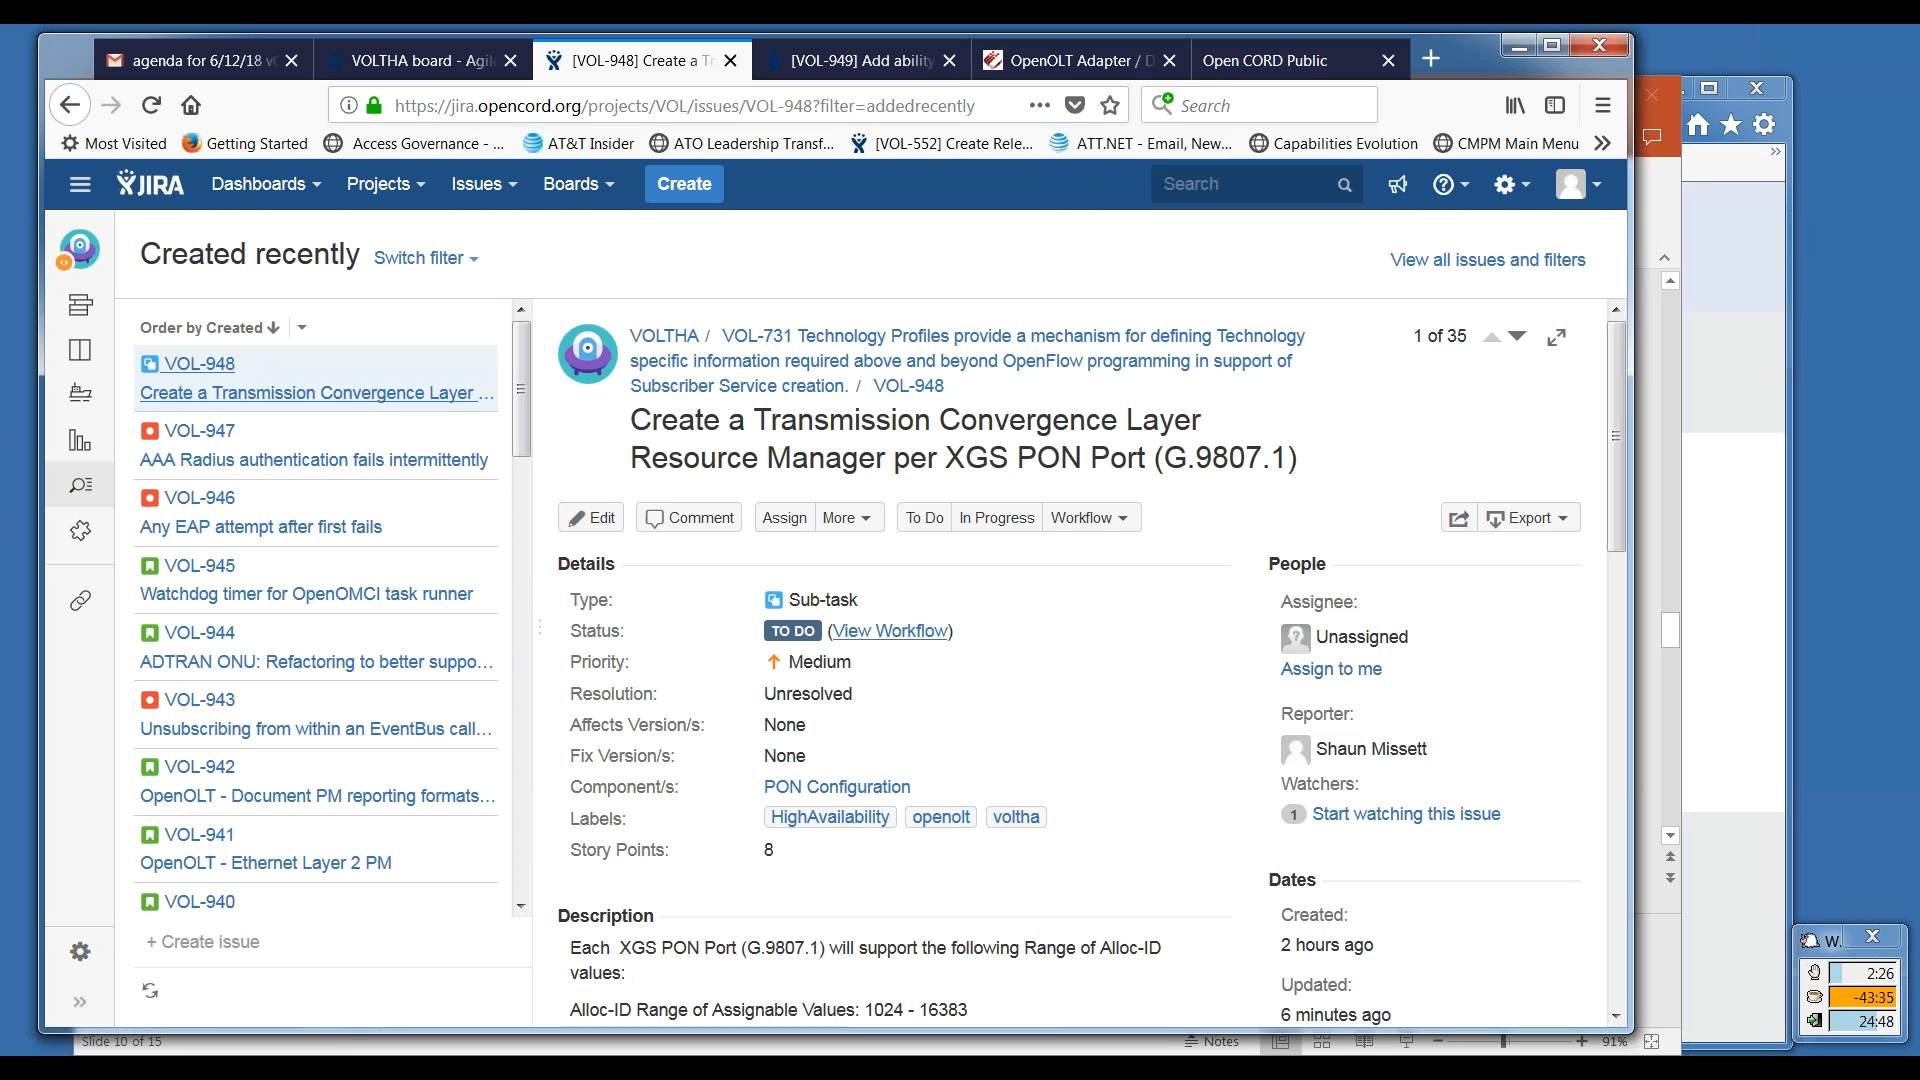 agenda for 6/12/18 v
VOLTHA board - Agil
[VOL-948] Create a Tr
[VOL-949] Add ability
OpenOLT Adapter / D
Open CORD Public
https://jira.opencord.org/projects/VOL/issues/VOL-948?filter=addedrecently
Search
Most Visited
Getting Started
Access Governance - ...
AT&T Insider
ATO Leadership Transf...
[VOL-552] Create Rele...
ATT.NET - Email, New...
Capabilities Evolution
CMPM Main Menu
JIRA
Dashboards
Projects
Issues
Boards
Create
Search
Created recently
Switch filter
View all issues and filters
Order by Created
VOL-948
Create a Transmission Convergence Layer ...
VOL-947
AAA Radius authentication fails intermittently
VOL-946
Any EAP attempt after first fails
VOL-945
Watchdog timer for OpenOMCI task runner
VOL-944
ADTRAN ONU: Refactoring to better suppo...
VOL-943
Unsubscribing from within an EventBus call...
VOL-942
OpenOLT - Document PM reporting formats...
VOL-941
OpenOLT - Ethernet Layer 2 PM
VOL-940
+ Create issue
VOLTHA / VOL-731 Technology Profiles provide a mechanism for defining Technology
specific information required above and beyond OpenFlow programming in support of
Subscriber Service creation. / VOL-948
1 of 35
Create a Transmission Convergence Layer
Resource Manager per XGS PON Port (G.9807.1)
Edit
Comment
Assign
More
To Do
In Progress
Workflow
Export
Details
Type: Sub-task
Status: TO DO (View Workflow)
Priority: Medium
Resolution: Unresolved
Affects Version/s: None
Fix Version/s: None
Component/s: PON Configuration
Labels: HighAvailability openolt voltha
Story Points: 8
Description
Each XGS PON Port (G.9807.1) will support the following Range of Alloc-ID
values:
Alloc-ID Range of Assignable Values: 1024 - 16383
People
Assignee:
Unassigned
Assign to me
Reporter:
Shaun Missett
Watchers:
1 Start watching this issue
Dates
Created:
2 hours ago
Updated:
6 minutes ago
Slide 10 of 15
Notes
91%
W.
2:26
-43:35
24:48